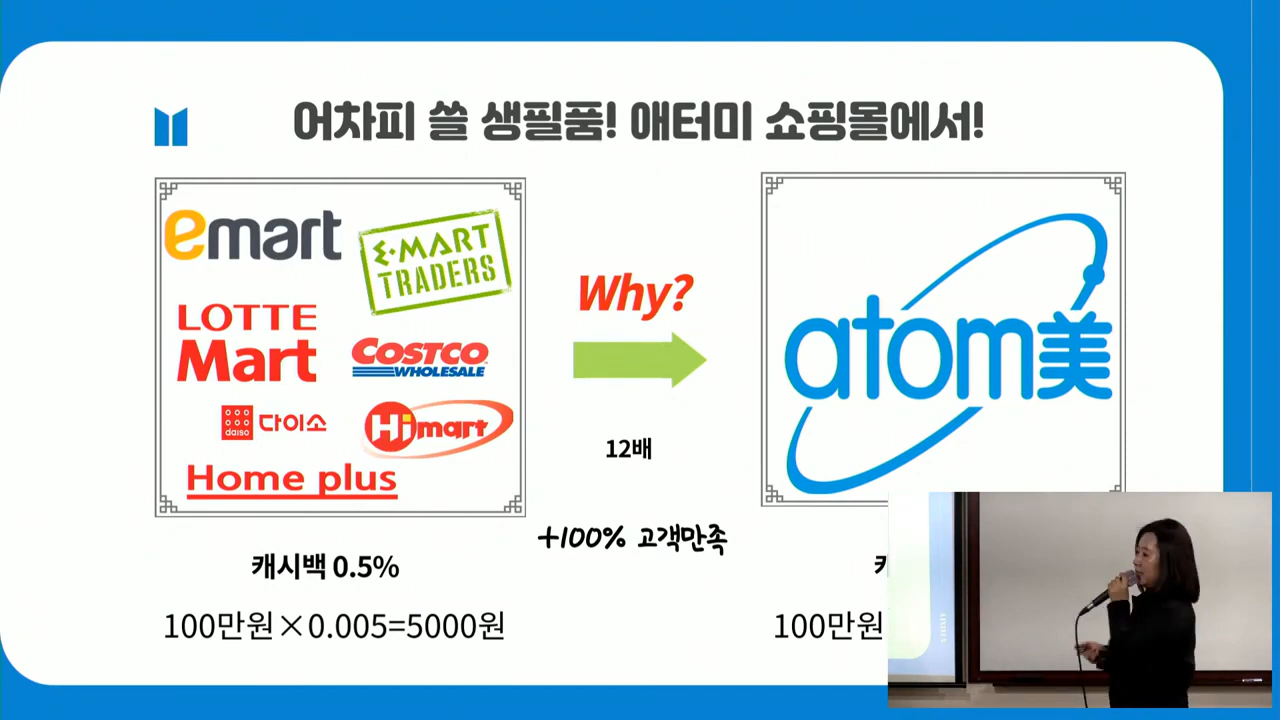 어차피 쓸 생필품! 애터미 쇼핑몰에서!
emart
E·MART
TRADERS
LOTTE
Mart
COSTCO
WHOLESALE
daiso 다이소
Himart
Home plus
Why?
12배
+100% 고객만족
atom美
캐시백 0.5%
100만원×0.005=5000원
100만원